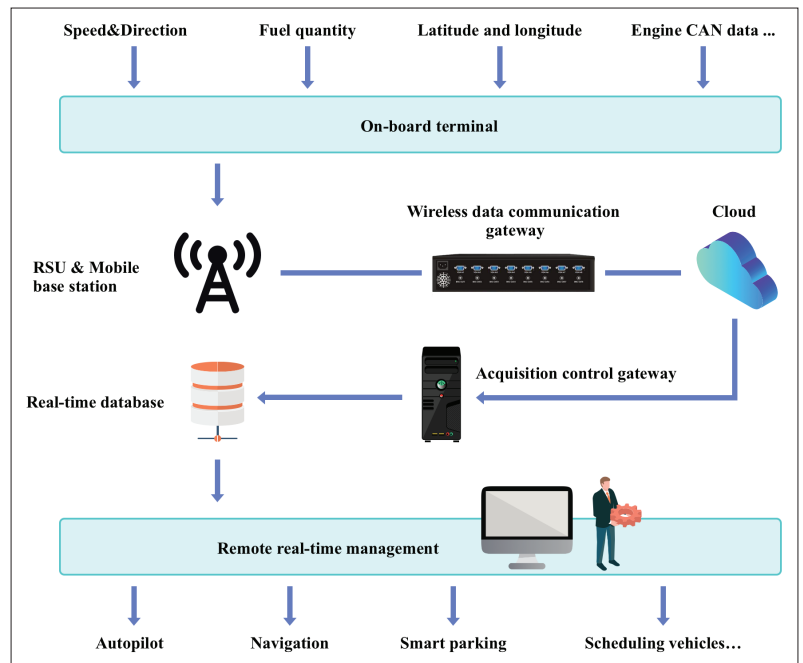 Speed&Direction
Fuel quantity
Latitude and longitude
Engine CAN data ...
On-board terminal
Wireless data communication
gateway
Cloud
RSU & Mobile
base station
Acquisition control gateway
Real-time database
Remote real-time management
Autopilot
Navigation
Smart parking
Scheduling vehicles…